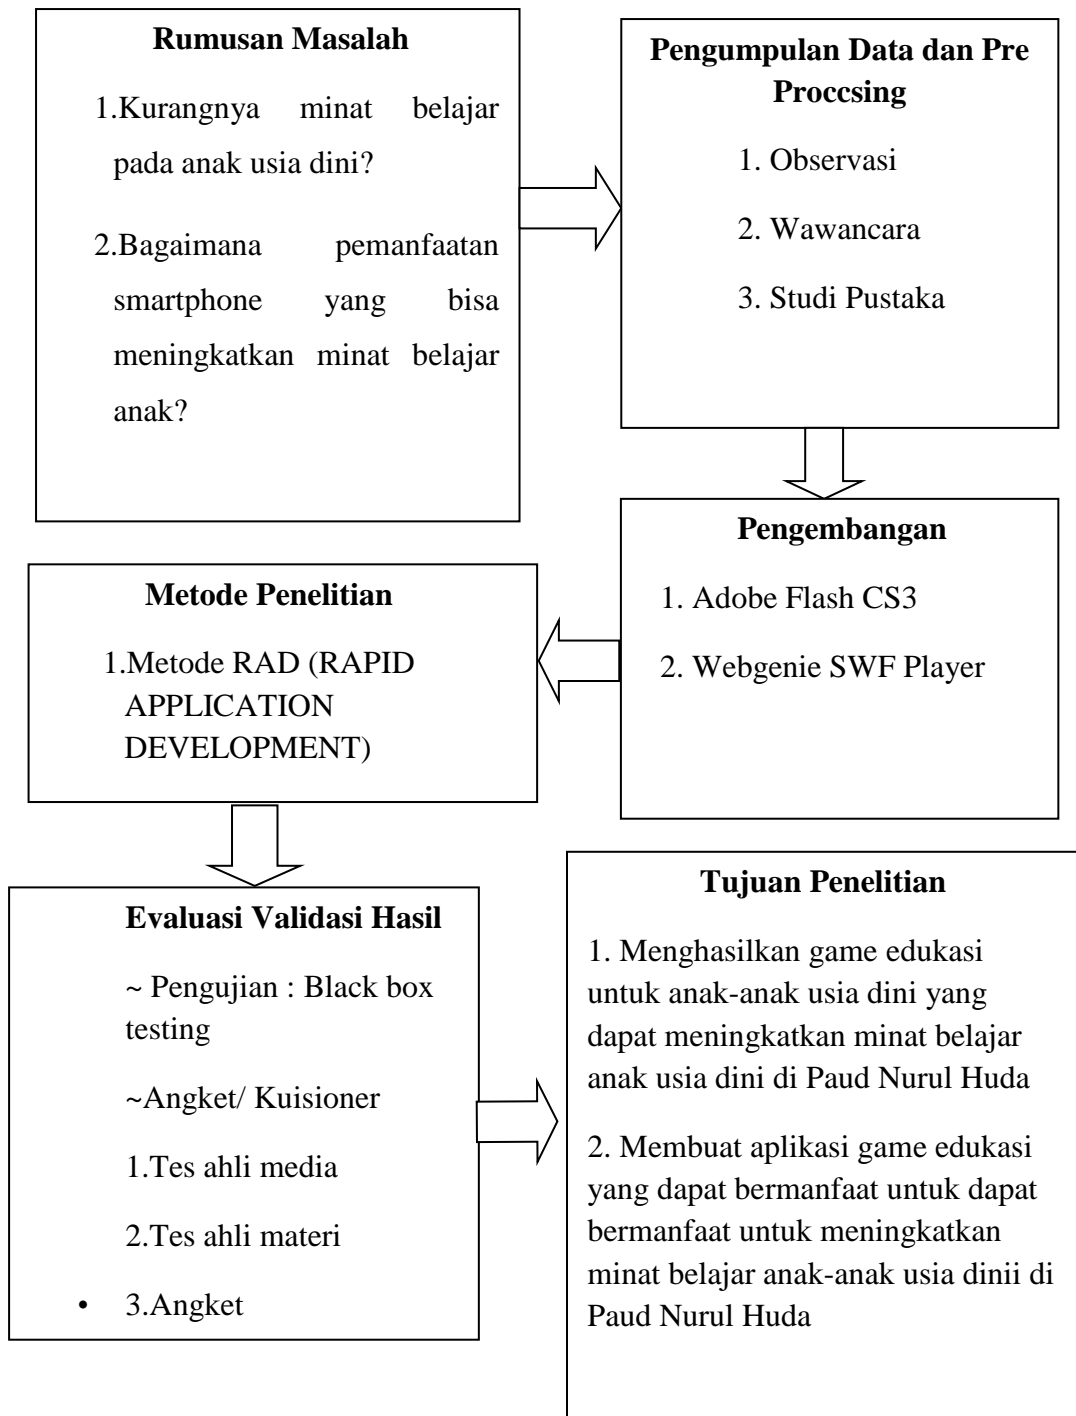 Rumusan Masalah
1.Kurangnya minat belajar
pada anak usia dini?
2.Bagaimana pemanfaatan
smartphone yang bisa
meningkatkan minat belajar
anak?
Pengumpulan Data dan Pre
Proccsing
1. Observasi
2. Wawancara
3. Studi Pustaka
Pengembangan
1. Adobe Flash CS3
2. Webgenie SWF Player
Metode Penelitian
1.Metode RAD (RAPID
APPLICATION
DEVELOPMENT)
Evaluasi Validasi Hasil
~ Pengujian : Black box
testing
~Angket/ Kuisioner
1.Tes ahli media
2.Tes ahli materi
• 3.Angket
Tujuan Penelitian
1. Menghasilkan game edukasi
untuk anak-anak usia dini yang
dapat meningkatkan minat belajar
anak usia dini di Paud Nurul Huda
2. Membuat aplikasi game edukasi
yang dapat bermanfaat untuk dapat
bermanfaat untuk meningkatkan
minat belajar anak-anak usia dinii di
Paud Nurul Huda